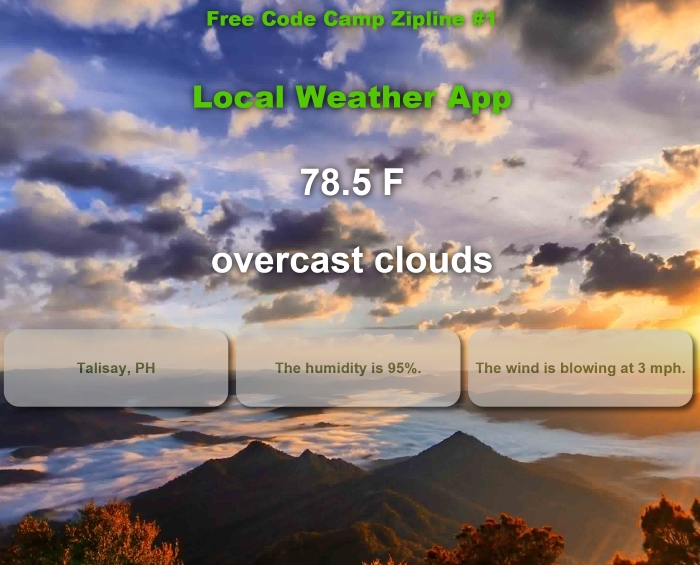 Free Code Camp Zipline #1
Local Weather App
78.5 F
overcast clouds
Talisay, PH
The humidity is 95%.
The wind is blowing at 3 mph.